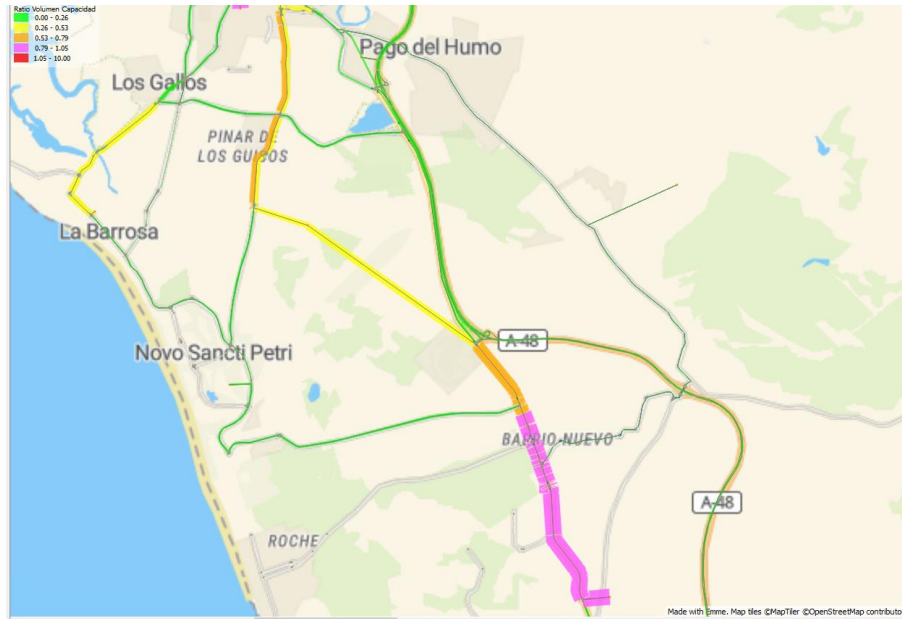 Ratio Volumen Capacidad
0.00 - 0.26
0.26 - 0.53
0.53 - 0.79
0.79 - 1.05
1.05 - 10.00
Pago del Humo
Los Gallos
PINAR DE
LOS GUISOS
La Barrosa
A-48
Novo Sancti Petri
BARRIO NUEVO
A-48
ROCHE
Made with Emme. Map tiles ©MapTiler ©OpenStreetMap contributo